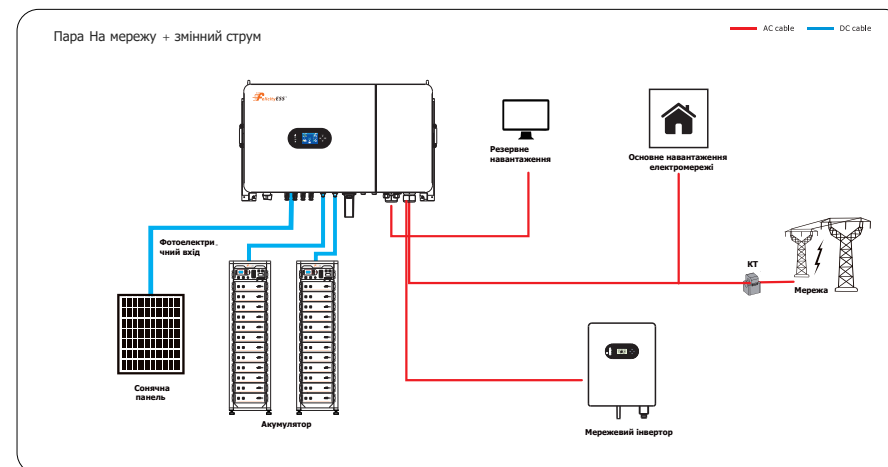 Пара На мережу + змінний струм
AC cable
DC cable
FelicityESS
Резервне
навантаження
Основне навантаження
електромережі
Фотоелектри
чний вхід
КТ
Мережа
Сонячна
панель
Акумулятор
Мережевий інвертор